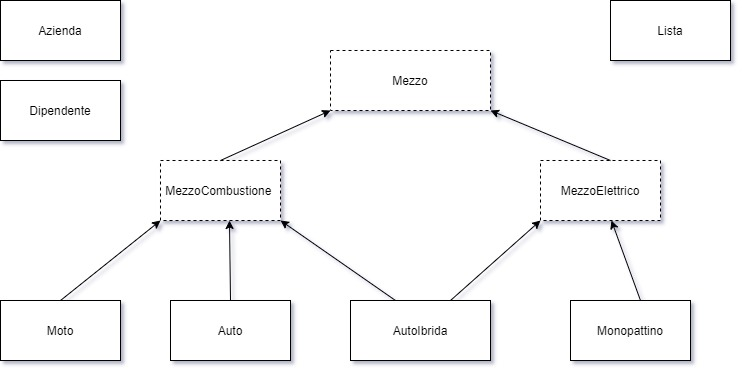 Azienda
Lista
Mezzo
Dipendente
MezzoCombustione
MezzoElettrico
Moto
Auto
AutoIbrida
Monopattino